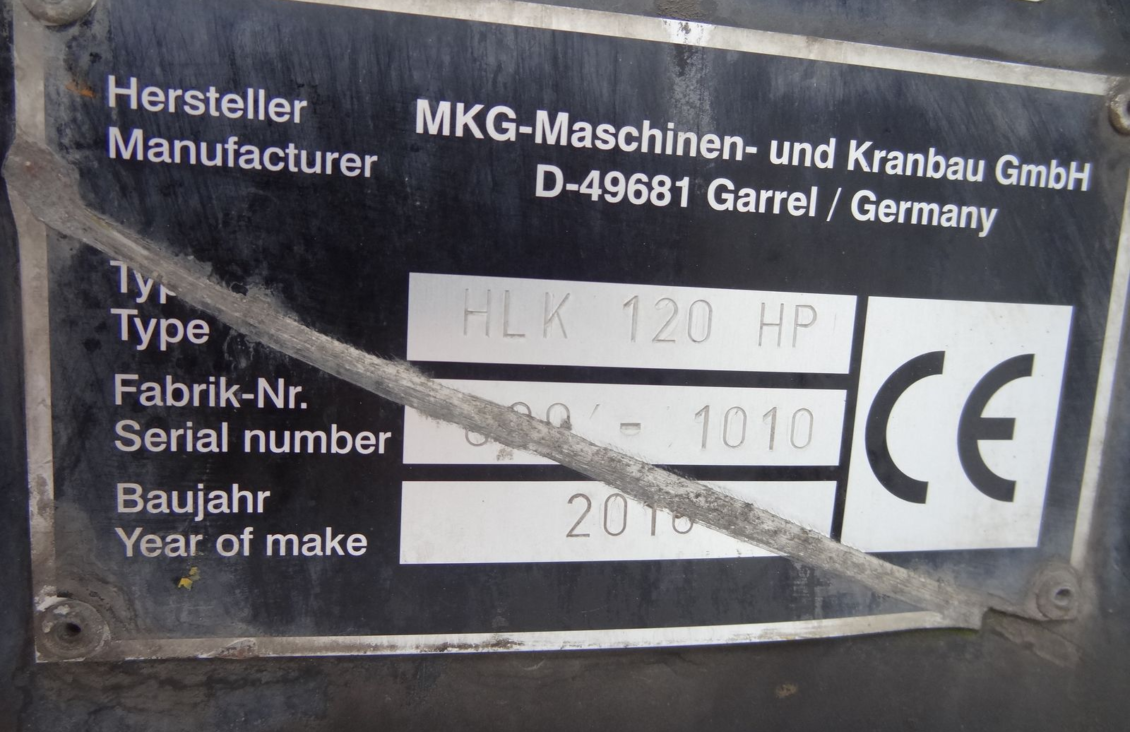 Hersteller
Manufacturer
MKG-Maschinen- und Kranbau GmbH
D-49681 Garrel / Germany
Type
HLK 120 HP
Fabrik-Nr.
Serial number
- 1010
Baujahr
Year of make
CE